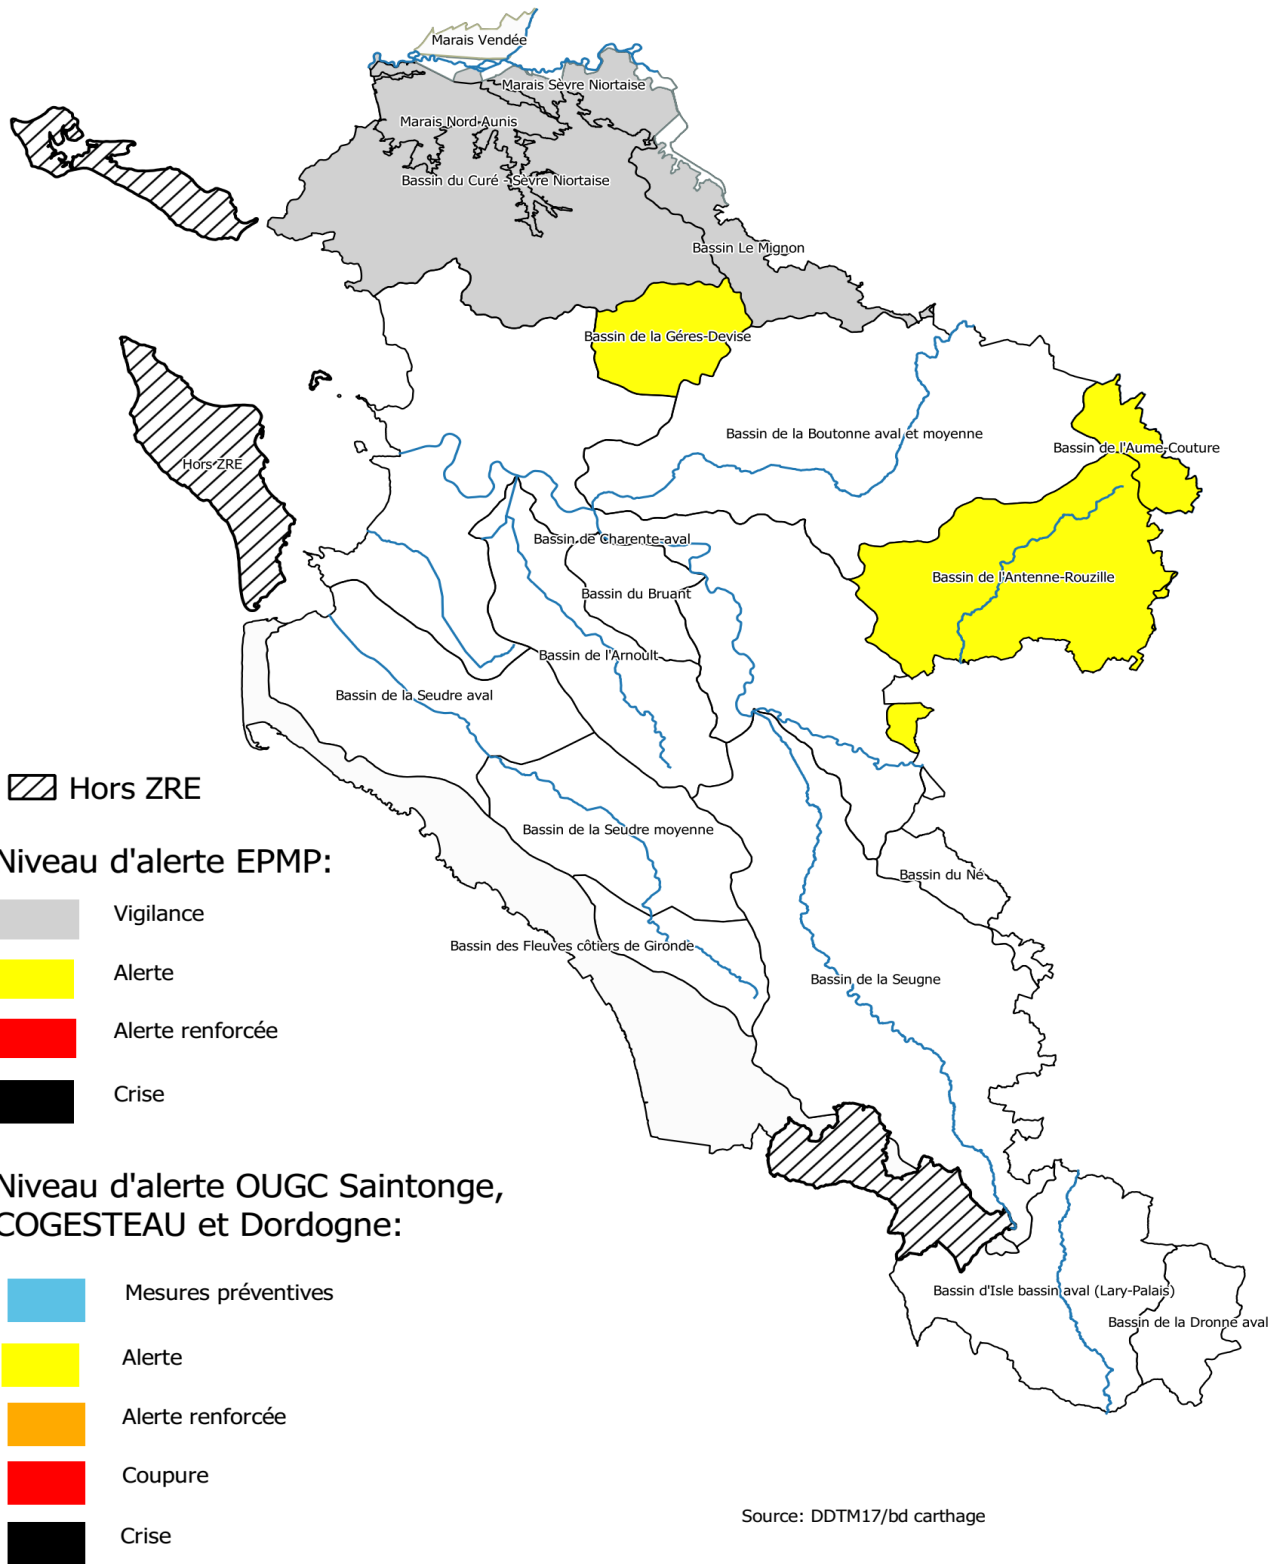 Marais Vendée
Marais Sèvre Niortaise
Marais Nord Aunis
Bassin du Curé - Sèvre Niortaise
Bassin Le Mignon
Bassin de la Géres-Devise
Bassin de la Boutonne aval et moyenne
Bassin de l'Aume-Couture
Hors ZRE
Bassin de Charente aval
Bassin de l'Antenne-Rouzille
Bassin du Bruant
Bassin de l'Arnoult
Bassin de la Seudre aval
Hors ZRE
Bassin de la Seudre moyenne
Niveau d'alerte EPMP:
Bassin du Né
Vigilance
Bassin des Fleuves côtiers de Gironde
Alerte
Bassin de la Seugne
Alerte renforcée
Crise
Niveau d'alerte OUGC Saintonge,
COGESTEAU et Dordogne:
Mesures préventives
Bassin d'Isle bassin aval (Lary-Palais)
Bassin de la Dronne aval
Alerte
Alerte renforcée
Coupure
Source: DDTM17/bd carthage
Crise